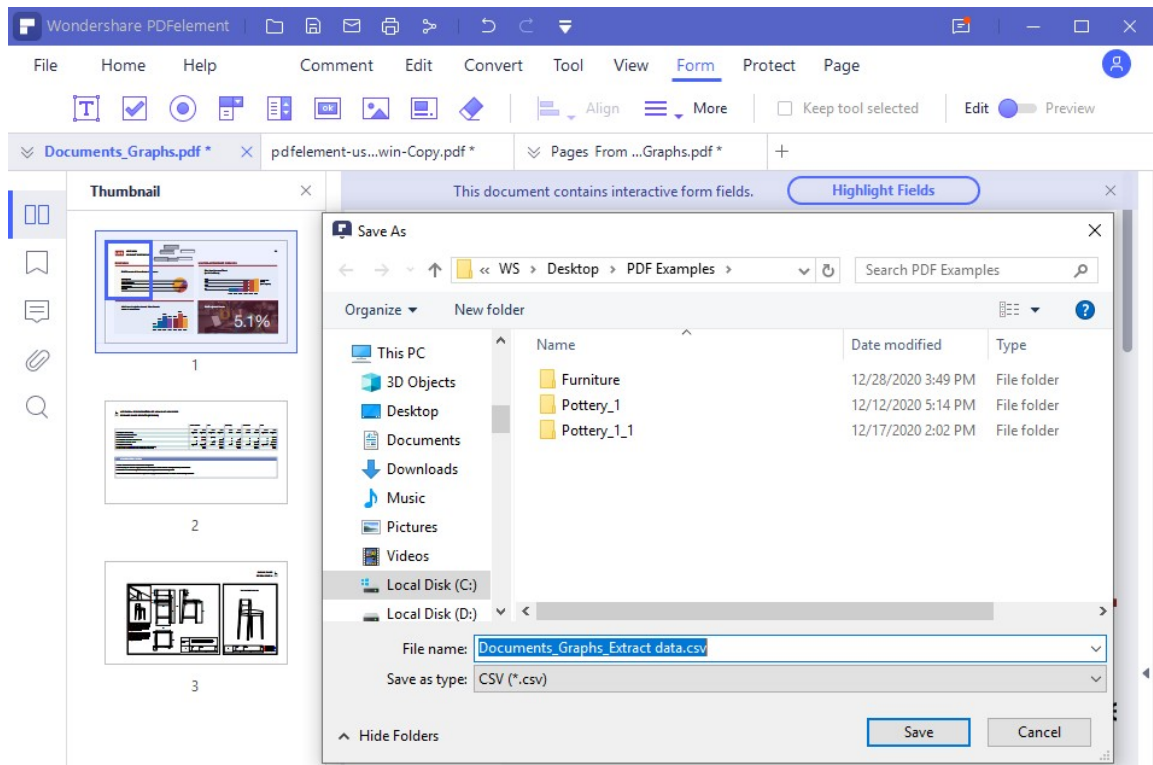 Wondershare PDFelement
File Home Help Comment Edit Convert Tool View Form Protect Page
T ok Align More Keep tool selected Edit Preview
Documents_Graphs.pdf * pdfelement-us...win-Copy.pdf * Pages From ...Graphs.pdf * +
Thumbnail
This document contains interactive form fields. Highlight Fields
5.1%
1
2
3
Save As
« WS > Desktop > PDF Examples > Search PDF Examples
Organize New folder
Name Date modified Type
This PC
3D Objects
Desktop
Documents
Downloads
Music
Pictures
Videos
Local Disk (C:)
Local Disk (D:)
Furniture 12/28/2020 3:49 PM File folder
Pottery_1 12/12/2020 5:14 PM File folder
Pottery_1_1 12/17/2020 2:02 PM File folder
File name: Documents_Graphs_Extract data.csv
Save as type: CSV (*.csv)
Hide Folders Save Cancel